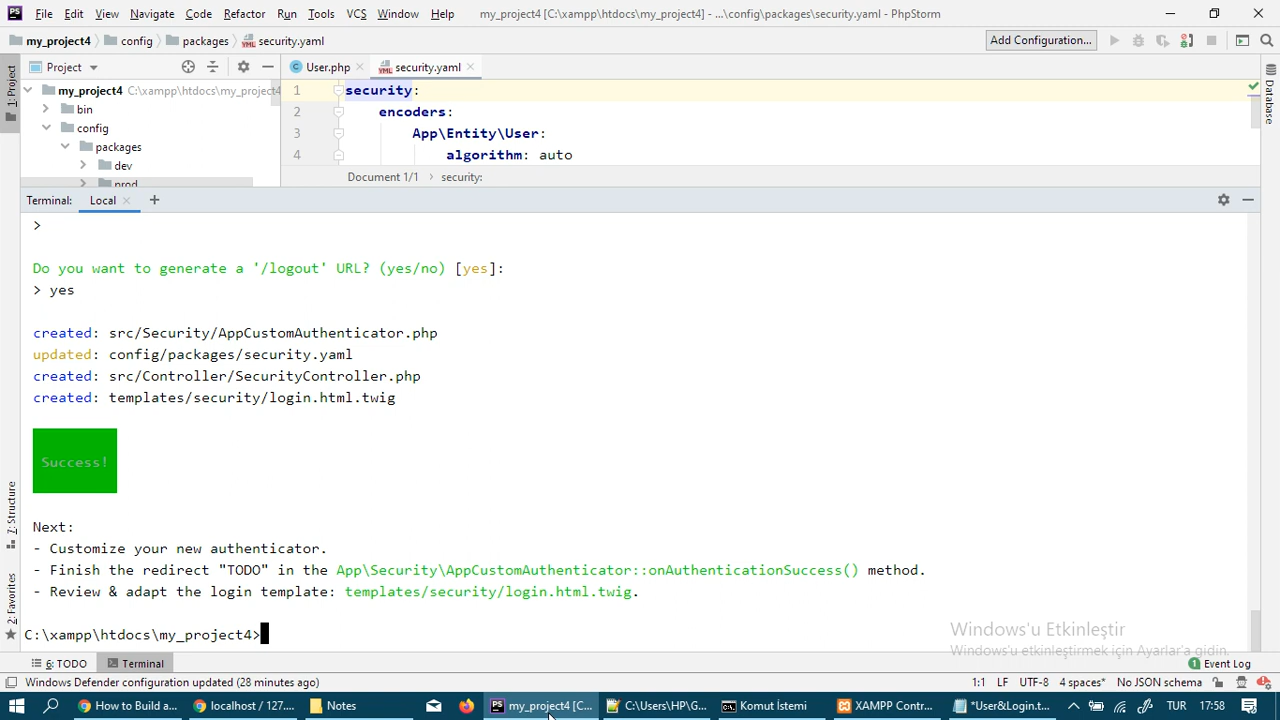 File Edit View Navigate Code Refactor Run Tools VCS Window Help my_project4 [C:\xampp\htdocs\my_project4] - ...\config\packages\security.yaml - PhpStorm
my_project4 config packages security.yaml Add Configuration...
1: Project Project User.php security.yaml Database
my_project4 C:\xampp\htdocs\my_project4
bin
config
packages
dev
prod
1 security:
2 encoders:
3 App\Entity\User:
4 algorithm: auto
Document 1/1 security:
Terminal: Local +
>
Do you want to generate a '/logout' URL? (yes/no) [yes]:
> yes
created: src/Security/AppCustomAuthenticator.php
updated: config/packages/security.yaml
created: src/Controller/SecurityController.php
created: templates/security/login.html.twig
Success!
Next:
- Customize your new authenticator.
- Finish the redirect "TODO" in the App\Security\AppCustomAuthenticator::onAuthenticationSuccess() method.
- Review & adapt the login template: templates/security/login.html.twig.
C:\xampp\htdocs\my_project4>
Z: Structure
2: Favorites
Windows'u Etkinleştir
Windows'u etkinleştirmek için Ayarlar'a gidin.
6: TODO Terminal 1 Event Log
Windows Defender configuration updated (28 minutes ago) 1:1 LF UTF-8 4 spaces No JSON schema
How to Build a... localhost / 127.... Notes my_project4 [C... C:\Users\HP\G... Komut İstemi XAMPP Contr... *User&Login.t... TUR 17:58